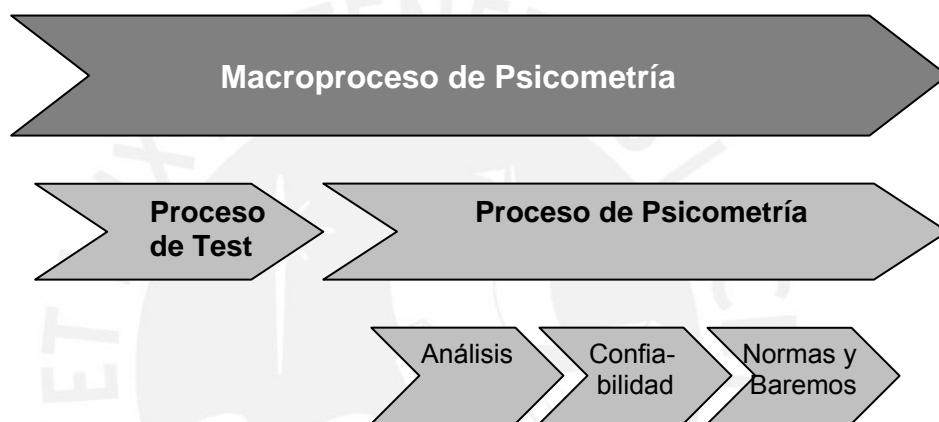 Macroproceso de Psicometría
Proceso
de Test
Proceso de Psicometría
Análisis
Confia-
bilidad
Normas y
Baremos